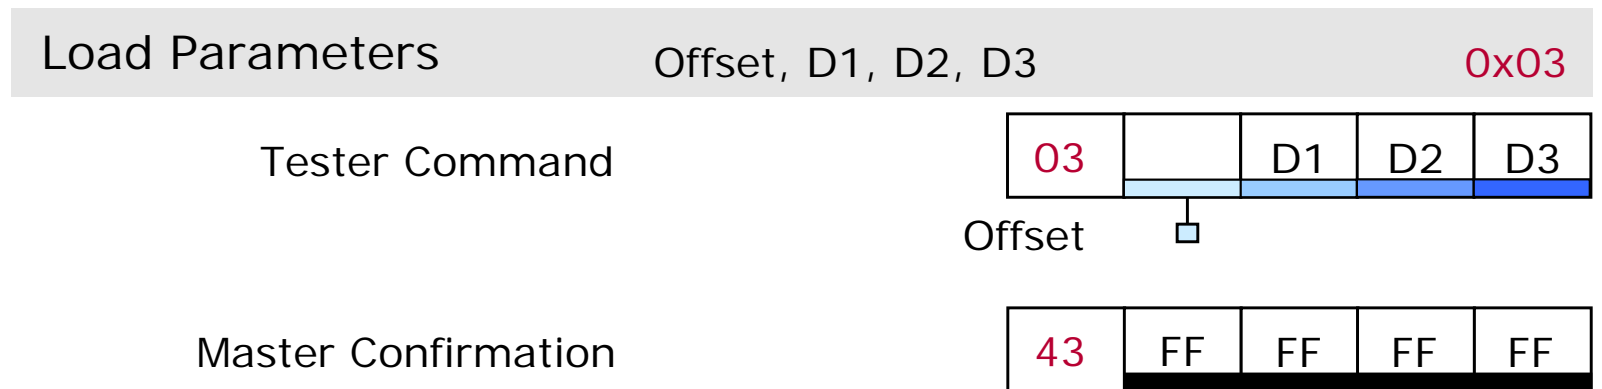 Load Parameters Offset, D1, D2, D3 0x03
Tester Command 03 D1 D2 D3
Offset
Master Confirmation 43 FF FF FF FF